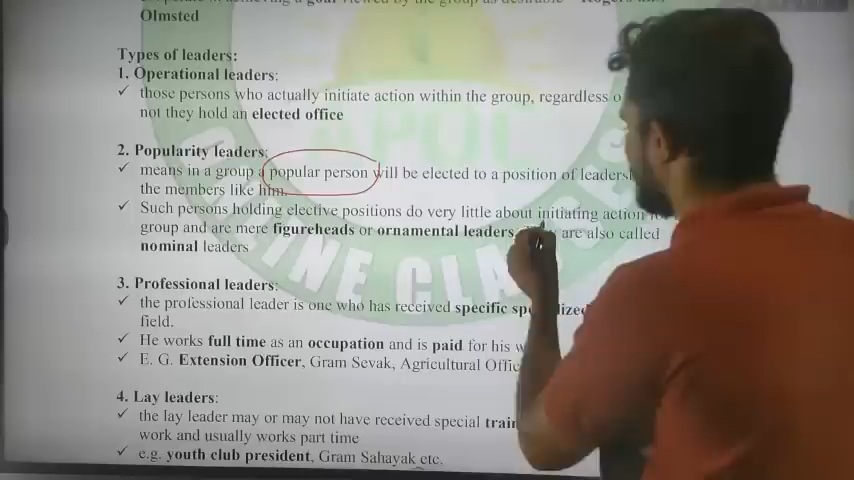 Olmsted
Types of leaders:
1. Operational leaders:
✓ those persons who actually initiate action within the group, regardless o
not they hold an elected office
2. Popularity leaders:
✓ means in a group a popular person will be elected to a position of leaders
the members like him.
✓ Such persons holding elective positions do very little about initiating action
group and are mere figureheads or ornamental leaders. are also called
nominal leaders
3. Professional leaders:
✓ the professional leader is one who has received specific
field.
✓ He works full time as an occupation and is paid for his w
✓ E. G. Extension Officer, Gram Sevak, Agricultural Offic
4. Lay leaders:
✓ the lay leader may or may not have received special train
work and usually works part time
✓ e.g. youth club president, Gram Sahayak etc.
ONLINE CLASSES